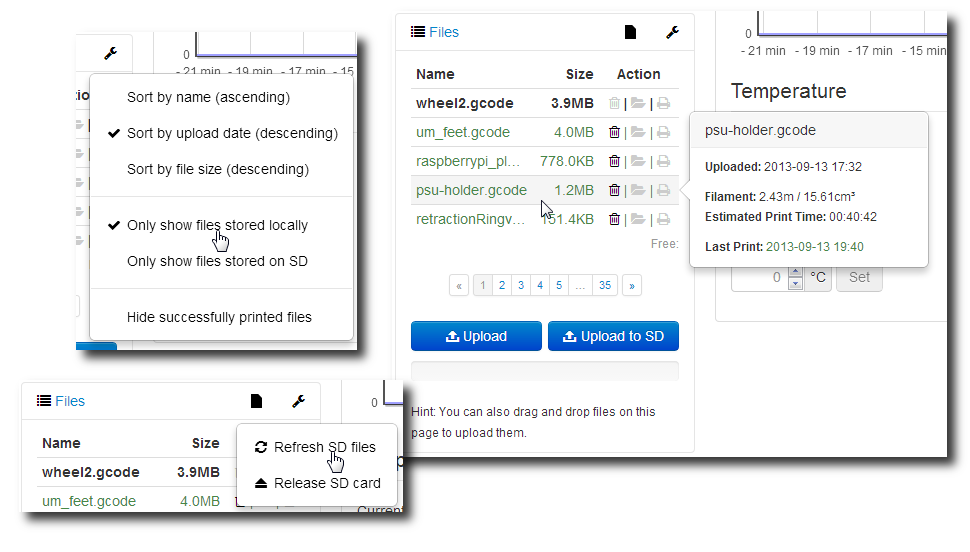 0
- 21 min - 19 min - 17 min - 15
Sort by name (ascending)
Sort by upload date (descending)
Sort by file size (descending)
Only show files stored locally
Only show files stored on SD
Hide successfully printed files
Files
Name Size Action
wheel2.gcode 3.9MB | |
um_feet.gcode 4.0MB | |
raspberrypi_pl... 778.0KB | |
psu-holder.gcode 1.2MB | |
retractionRingv... 51.4KB | |
Free:
« 1 2 3 4 5 ... 35 »
Upload Upload to SD
Hint: You can also drag and drop files on this
page to upload them.
0
- 21 min - 19 min - 17 min
Temperature
psu-holder.gcode
Uploaded: 2013-09-13 17:32
Filament: 2.43m / 15.61cm³
Estimated Print Time: 00:40:42
Last Print: 2013-09-13 19:40
0 °C Set
Files
Name Size
wheel2.gcode 3.9MB
um_feet.gcode 4.0MB
Refresh SD files
Release SD card
0